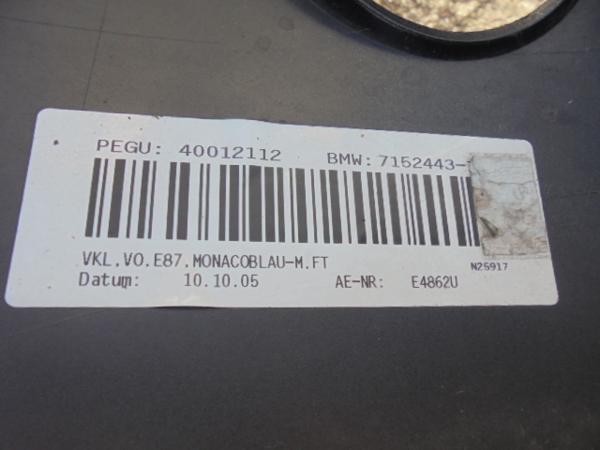 PEGU: 40012112 BMW: 7152443-
N25917
VKL.VO.E87.MONACOBLAU-M.FT
Datum: 10.10.05 AE-NR: E4862U